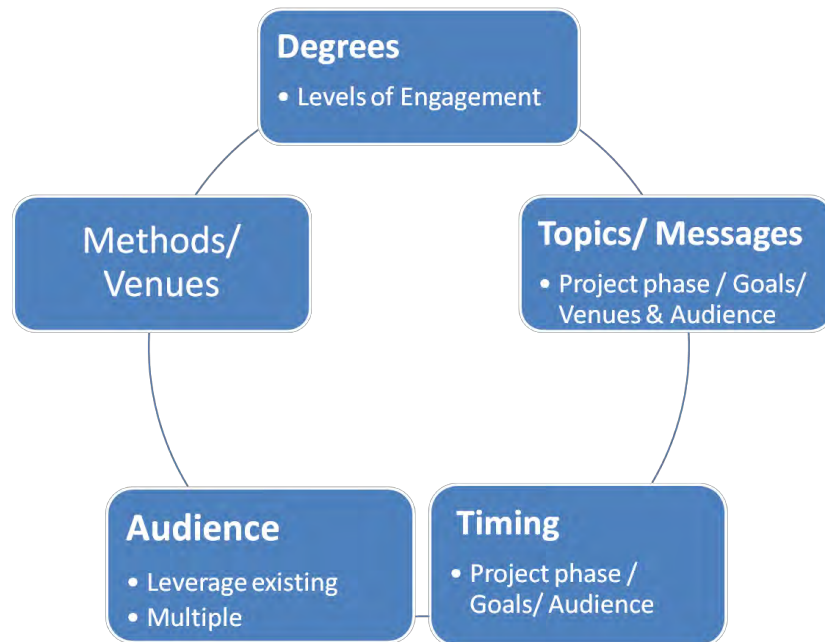 Degrees
• Levels of Engagement
Methods/
Venues
Topics/ Messages
• Project phase / Goals/
Venues & Audience
Audience
• Leverage existing
• Multiple
Timing
• Project phase /
Goals/ Audience